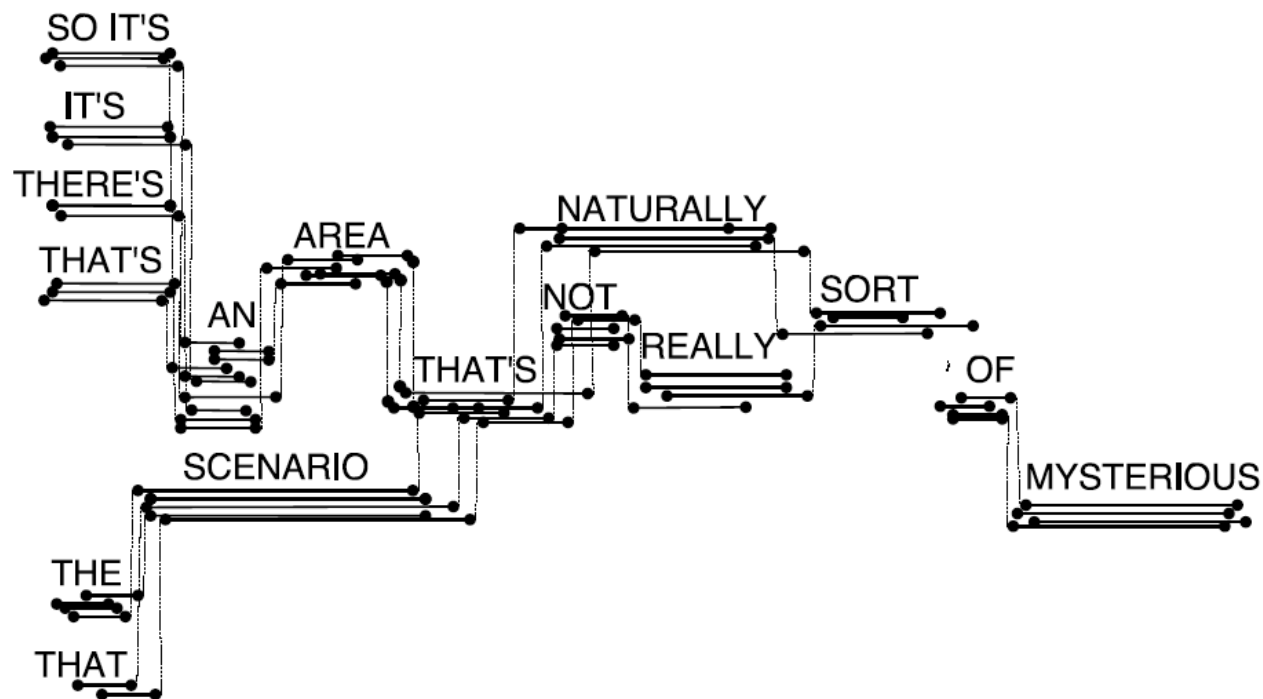 SO IT'S
IT'S
THERE'S
THAT'S
AN
AREA
SCENARIO
THE
THAT
THAT'S
NATURALLY
NOT
REALLY
SORT
OF
MYSTERIOUS